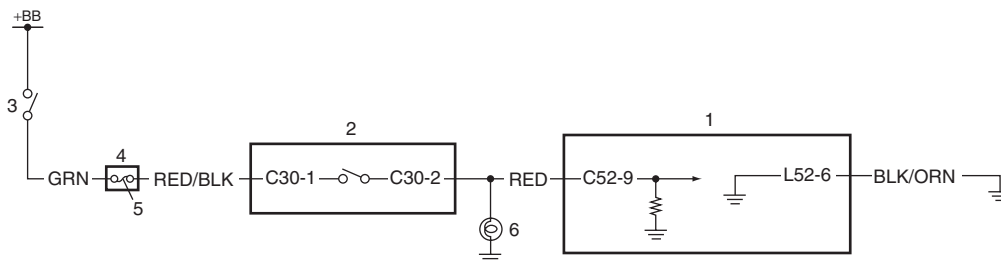 +BB
3
GRN
4
5
RED/BLK
2
C30-1
C30-2
RED
6
1
C52-9
L52-6
BLK/ORN